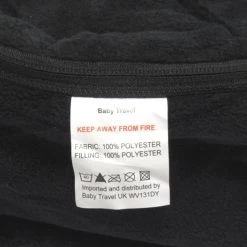 Baby Travel
KEEP AWAY FROM FIRE
FABRIC: 100% POLYESTER
FILLING: 100% POLYESTER
Imported and distributed by
Baby Travel UK WV131DY